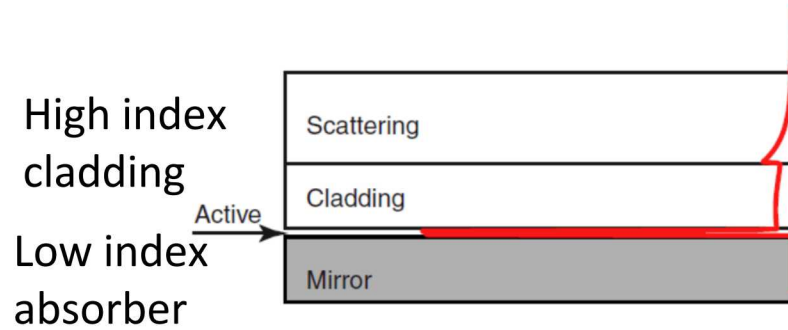 High index
cladding
Scattering
Cladding
Active
Low index
absorber
Mirror